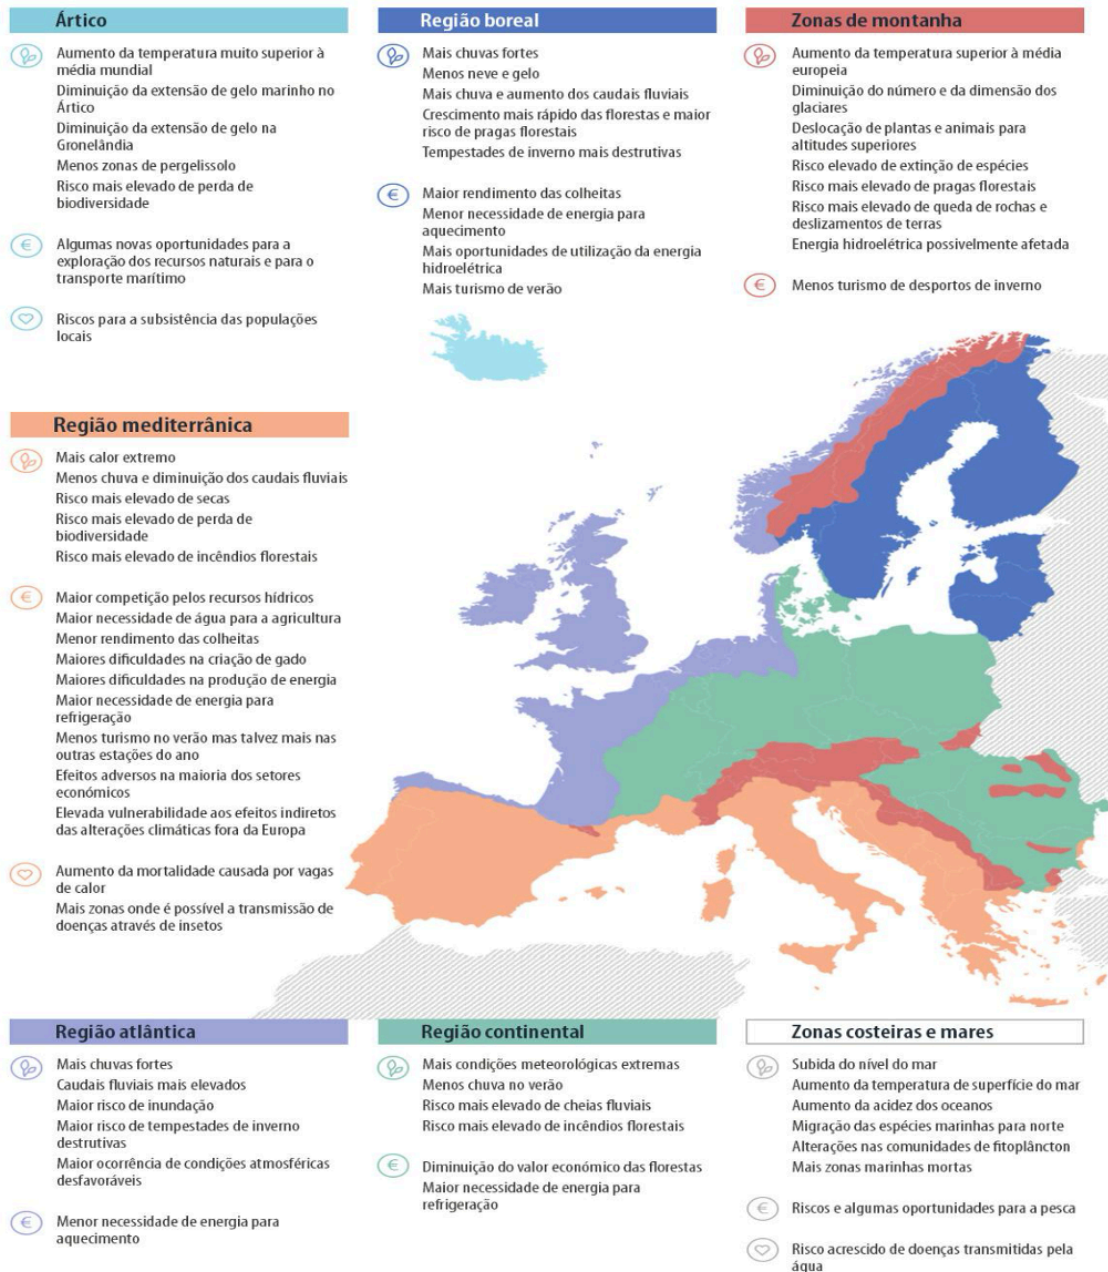 Ártico
Aumento da temperatura muito superior à
média mundial
Diminuição da extensão de gelo marinho no
Ártico
Diminuição da extensão de gelo na
Gronelândia
Menos zonas de pergelissolo
Risco mais elevado de perda de
biodiversidade
€
Algumas novas oportunidades para a
exploração dos recursos naturais e para o
transporte marítimo
Riscos para a subsistência das populações
locais
Região boreal
Mais chuvas fortes
Menos neve e gelo
Mais chuva e aumento dos caudais fluviais
Crescimento mais rápido das florestas e maior
risco de pragas florestais
Tempestades de inverno mais destrutivas
€
Maior rendimento das colheitas
Menor necessidade de energia para
aquecimento
Mais oportunidades de utilização da energia
hidroelétrica
Mais turismo de verão
Zonas de montanha
Aumento da temperatura superior à média
europeia
Diminuição do número e da dimensão dos
glaciares
Deslocação de plantas e animais para
altitudes superiores
Risco elevado de extinção de espécies
Risco mais elevado de pragas florestais
Risco mais elevado de queda de rochas e
deslizamentos de terras
Energia hidroelétrica possivelmente afetada
€
Menos turismo de desportos de inverno
Região mediterrânica
Mais calor extremo
Menos chuva e diminuição dos caudais fluviais
Risco mais elevado de secas
Risco mais elevado de perda de
biodiversidade
Risco mais elevado de incêndios florestais
€
Maior competição pelos recursos hídricos
Maior necessidade de água para a agricultura
Menor rendimento das colheitas
Maiores dificuldades na criação de gado
Maiores dificuldades na produção de energia
Maior necessidade de energia para
refrigeração
Menos turismo no verão mas talvez mais nas
outras estações do ano
Efeitos adversos na maioria dos setores
económicos
Elevada vulnerabilidade aos efeitos indiretos
das alterações climáticas fora da Europa
Aumento da mortalidade causada por vagas
de calor
Mais zonas onde é possível a transmissão de
doenças através de insetos
Região atlântica
Mais chuvas fortes
Caudais fluviais mais elevados
Maior risco de inundação
Maior risco de tempestades de inverno
destrutivas
Maior ocorrência de condições atmosféricas
desfavoráveis
€
Menor necessidade de energia para
aquecimento
Região continental
Mais condições meteorológicas extremas
Menos chuva no verão
Risco mais elevado de cheias fluviais
Risco mais elevado de incêndios florestais
€
Diminuição do valor económico das florestas
Maior necessidade de energia para
refrigeração
Zonas costeiras e mares
Subida do nível do mar
Aumento da temperatura de superfície do mar
Aumento da acidez dos oceanos
Migração das espécies marinhas para norte
Alterações nas comunidades de fitoplâncton
Mais zonas marinhas mortas
€
Riscos e algumas oportunidades para a pesca
Risco acrescido de doenças transmitidas pela
água